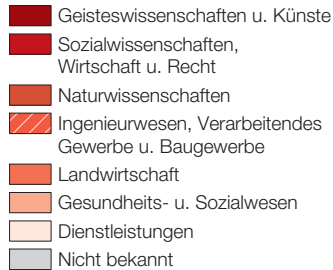 Geisteswissenschaften u. Künste
Sozialwissenschaften,
Wirtschaft u. Recht
Naturwissenschaften
Ingenieurwesen, Verarbeitendes
Gewerbe u. Baugewerbe
Landwirtschaft
Gesundheits- u. Sozialwesen
Dienstleistungen
Nicht bekannt